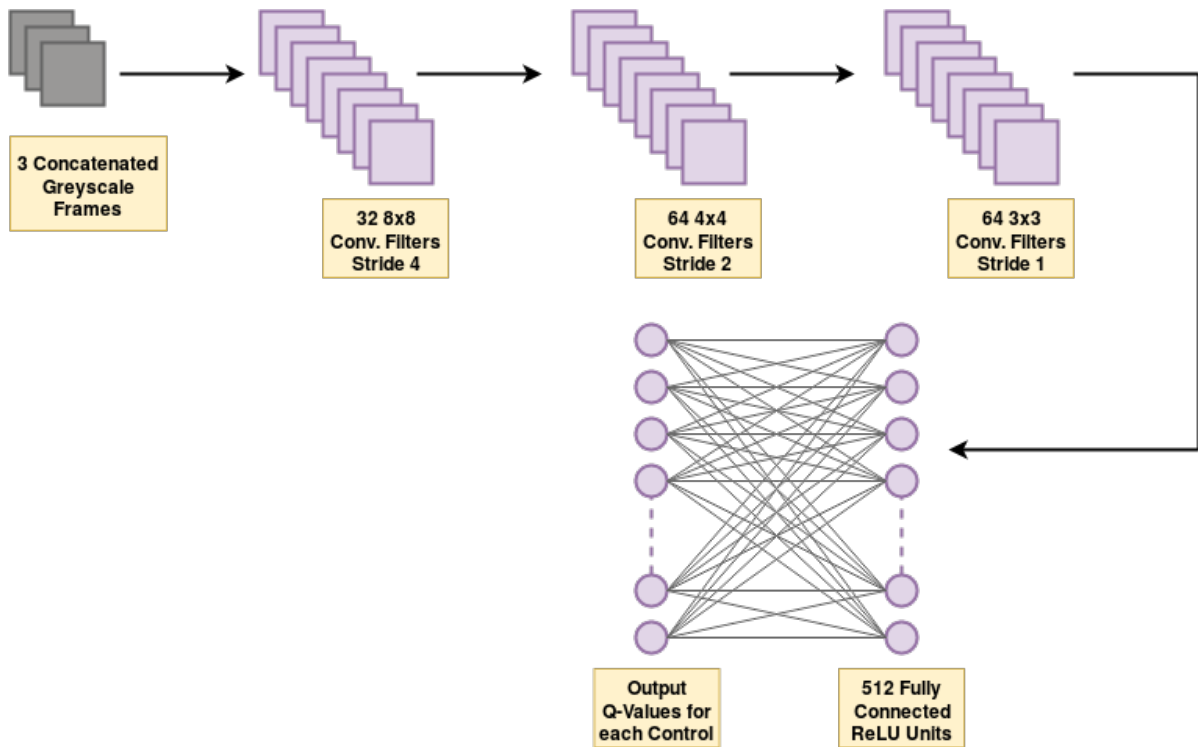 3 Concatenated
Greyscale
Frames
32 8x8
Conv. Filters
Stride 4
64 4x4
Conv. Filters
Stride 2
64 3x3
Conv. Filters
Stride 1
512 Fully
Connected
ReLU Units
Output
Q-Values for
each Control